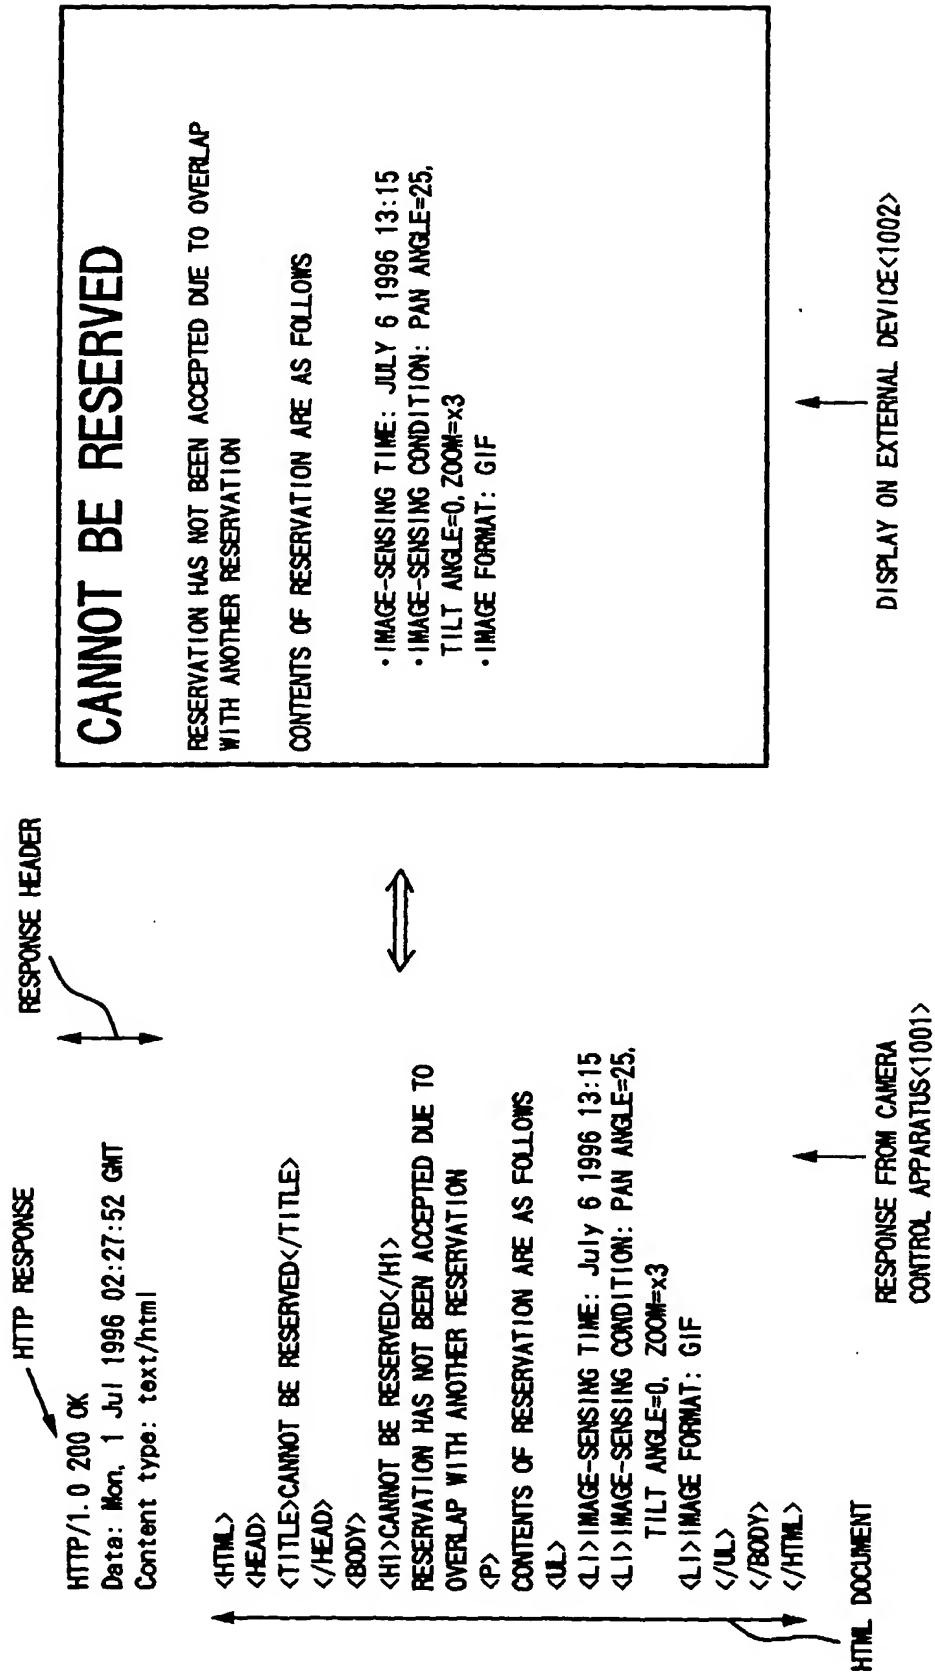 HTTP RESPONSE
RESPONSE HEADER
HTTP/1.0 200 OK
Data: Mon, 1 Jul 1996 02:27:52 GMT
Content type: text/html
<HTML>
<HEAD>
<TITLE>CANNOT BE RESERVED</TITLE>
</HEAD>
<BODY>
<H1>CANNOT BE RESERVED</H1>
RESERVATION HAS NOT BEEN ACCEPTED DUE TO
OVERLAP WITH ANOTHER RESERVATION
<P>
CONTENTS OF RESERVATION ARE AS FOLLOWS
<UL>
<LI>IMAGE-SENSING TIME: July 6 1996 13:15
<LI>IMAGE-SENSING CONDITION: PAN ANGLE=25,
TILT ANGLE=0, ZOOM=x3
<LI>IMAGE FORMAT: GIF
</UL>
</BODY>
</HTML>
HTML DOCUMENT
RESPONSE FROM CAMERA
CONTROL APPARATUS<1001>
CANNOT BE RESERVED
RESERVATION HAS NOT BEEN ACCEPTED DUE TO OVERLAP
WITH ANOTHER RESERVATION
CONTENTS OF RESERVATION ARE AS FOLLOWS
・IMAGE-SENSING TIME: JULY 6 1996 13:15
・IMAGE-SENSING CONDITION: PAN ANGLE=25,
TILT ANGLE=0, ZOOM=x3
・IMAGE FORMAT: GIF
DISPLAY ON EXTERNAL DEVICE<1002>